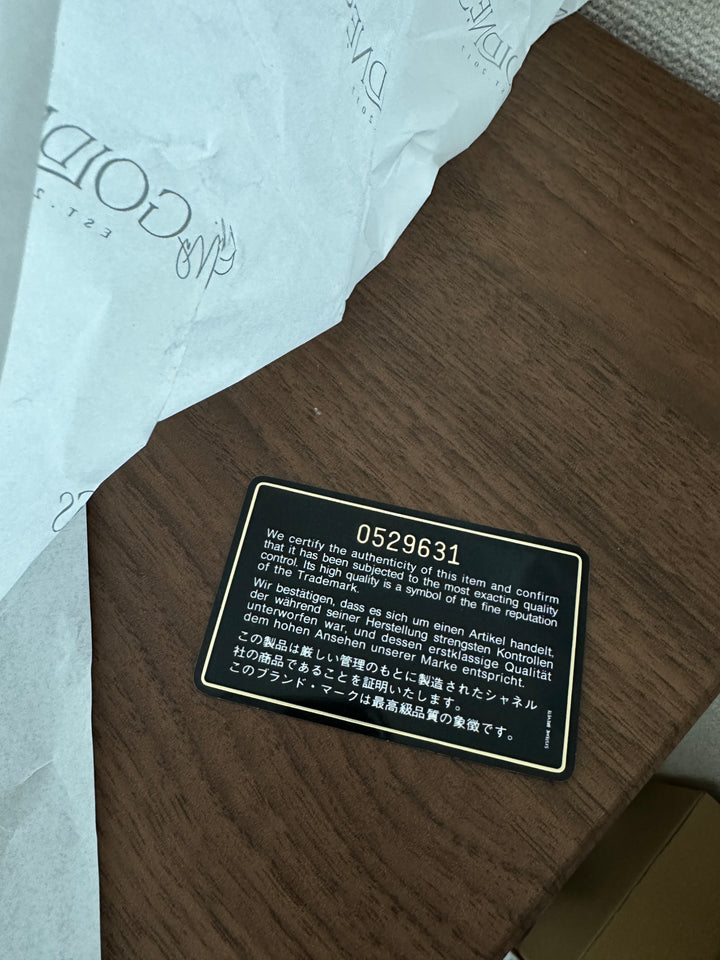 GOID
EST. 2
0529631
We certify the authenticity of this item and confirm
that it has been subjected to the most exacting quality
control. Its high quality is a symbol of the fine reputation
of the Trademark.
Wir bestätigen, dass es sich um einen Artikel handelt,
der während seiner Herstellung strengsten Kontrollen
unterworfen war, und dessen erstklassige Qualität
dem hohen Ansehen unserer Marke entspricht.
この製品は厳しい管理のもとに製造されたシャネル
社の商品であることを証明いたします。
このブランド・マークは最高級品質の象徴です。